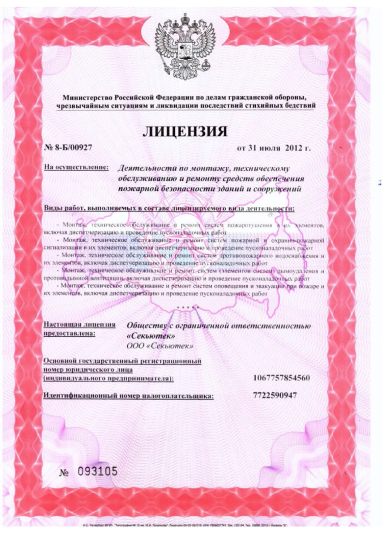 Министерство Российской Федерации по делам гражданской обороны,
чрезвычайным ситуациям и ликвидации последствий стихийных бедствий
ЛИЦЕНЗИЯ
№ 8-Б/00927 от 31 июля 2012 г.
На осуществление: Деятельности по монтажу, техническому
обслуживанию и ремонту средств обеспечения
пожарной безопасности зданий и сооружений
Виды работ, выполняемых в составе лицензируемого вида деятельности:
- Монтаж, техническое обслуживание и ремонт систем пожаротушения и их элементов,
включая диспетчеризацию и проведение пусконаладочных работ
- Монтаж, техническое обслуживание и ремонт систем пожарной и охранно-пожарной
сигнализации и их элементов, включая диспетчеризацию и проведение пусконаладочных работ
- Монтаж, техническое обслуживание и ремонт систем противопожарного водоснабжения и
их элементов, включая диспетчеризацию и проведение пусконаладочных работ
- Монтаж, техническое обслуживание и ремонт систем (элементов систем) дымоудаления и
противодымной вентиляции, включая диспетчеризацию и проведение пусконаладочных работ
- Монтаж, техническое обслуживание и ремонт систем оповещения и эвакуации при пожаре и
их элементов, включая диспетчеризацию и проведение пусконаладочных работ
* * * * *
Настоящая лицензия Обществу с ограниченной ответственностью
предоставлена: «Секьютек»
ООО «Секьютек»
Основной государственный регистрационный
номер юридического лица
(индивидуального предпринимателя): 1067757854560
Идентификационный номер налогоплательщика: 7722590947
№ 093105